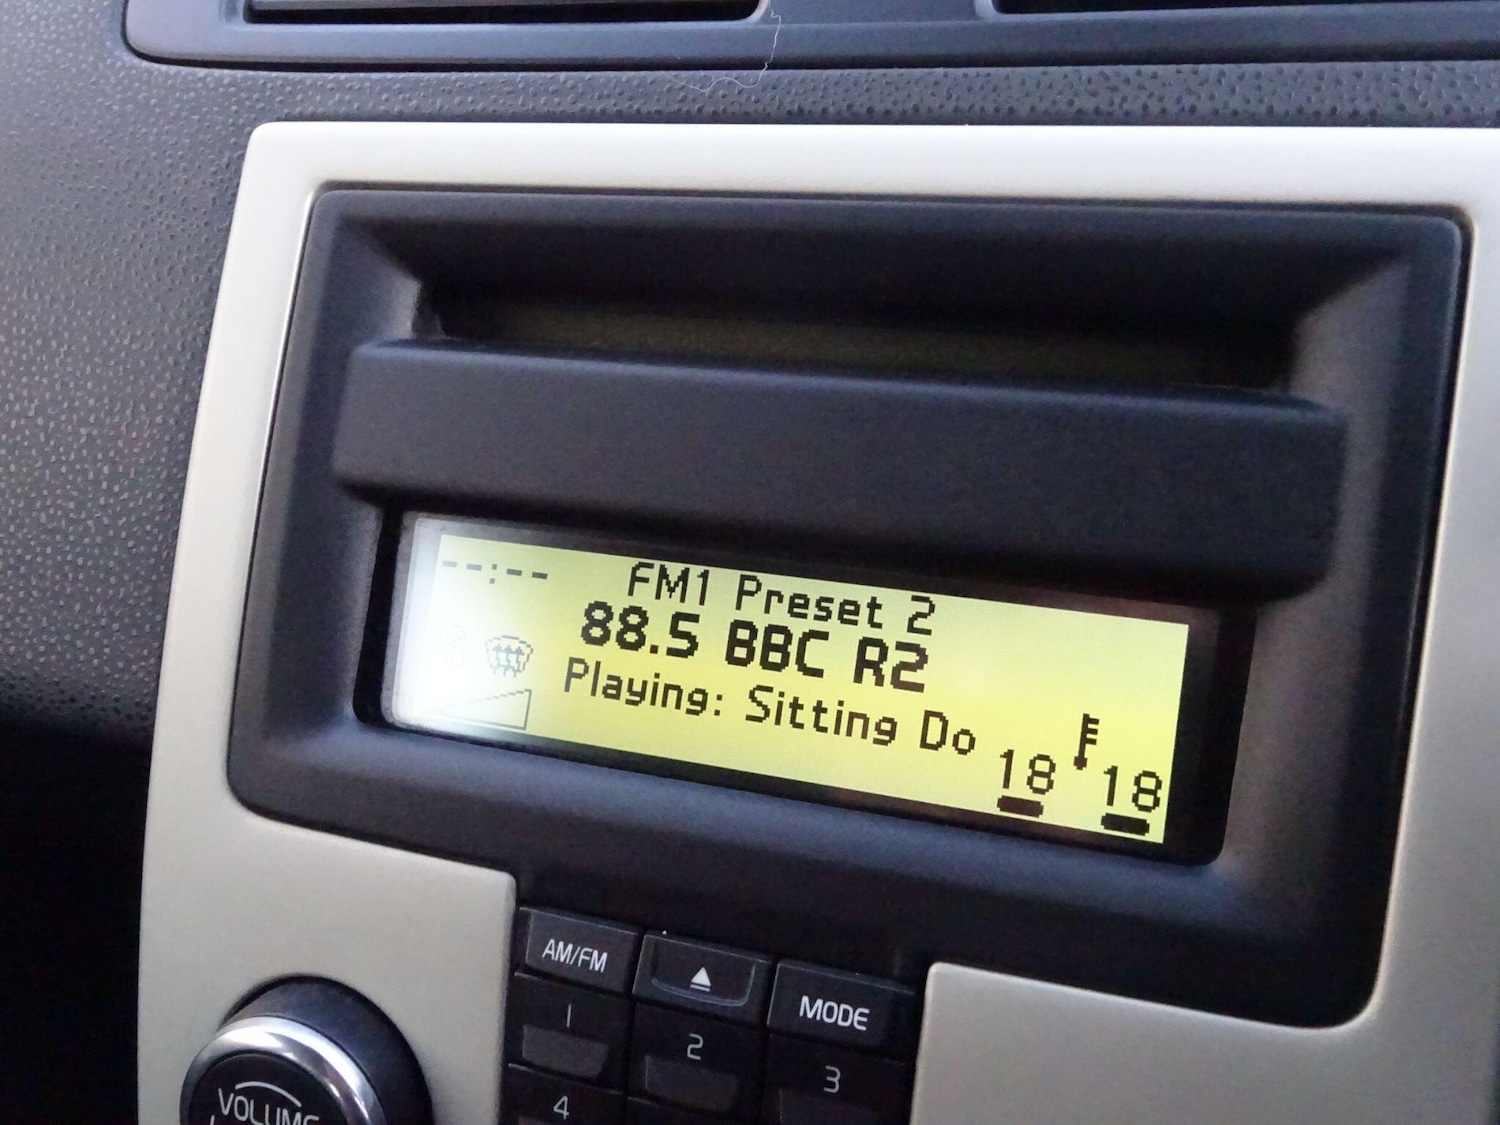 --:--
FM1 Preset 2
88.5 BBC R2
Playing: Sitting Do
18 18
AM/FM
MODE
1 2 3
4
VOLUME